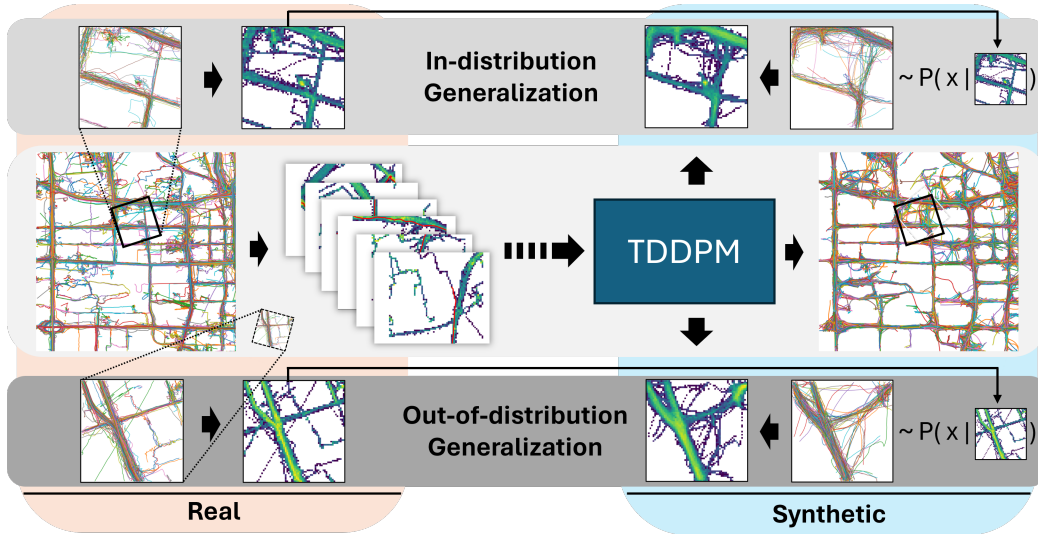 In-distribution
Generalization
~ P( x | )
TDDPM
Out-of-distribution
Generalization
~ P( x | )
Real
Synthetic